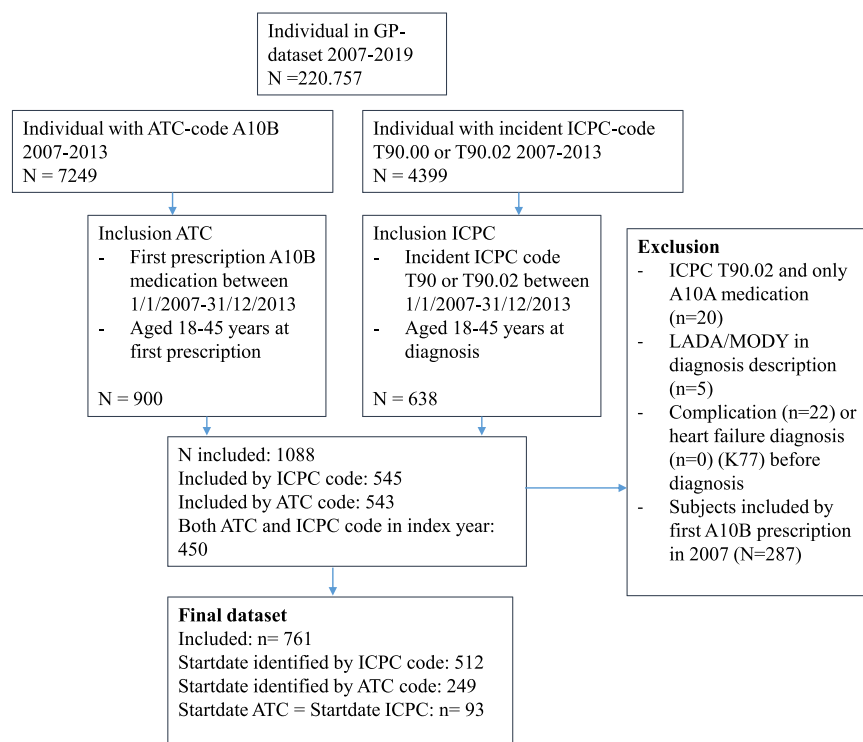 Individual in GP-
dataset 2007-2019
N =220.757
Individual with ATC-code A10B
2007-2013
N = 7249
Individual with incident ICPC-code
T90.00 or T90.02 2007-2013
N = 4399
Inclusion ATC
- First prescription A10B
medication between
1/1/2007-31/12/2013
- Aged 18-45 years at
first prescription
N = 900
Inclusion ICPC
- Incident ICPC code
T90 or T90.02 between
1/1/2007-31/12/2013
- Aged 18-45 years at
diagnosis
N = 638
Exclusion
- ICPC T90.02 and only
A10A medication
(n=20)
- LADA/MODY in
diagnosis description
(n=5)
- Complication (n=22) or
heart failure diagnosis
(n=0) (K77) before
diagnosis
- Subjects included by
first A10B prescription
in 2007 (N=287)
N included: 1088
Included by ICPC code: 545
Included by ATC code: 543
Both ATC and ICPC code in index year:
450
Final dataset
Included: n= 761
Startdate identified by ICPC code: 512
Startdate identified by ATC code: 249
Startdate ATC = Startdate ICPC: n= 93